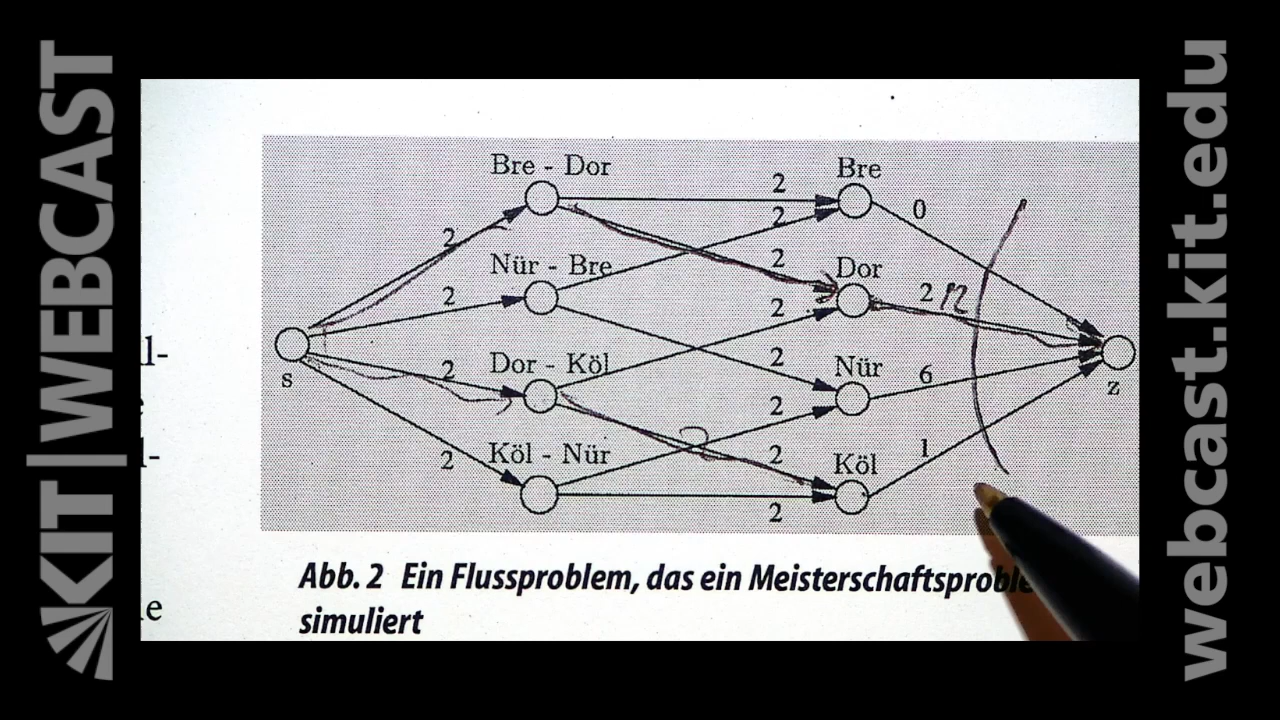 KIT | WEBCAST
webcast.kit.edu
Bre - Dor
Bre
2
0
2
2
Nür - Bre
2
Dor
2
2
2
Dor - Köl
2
Nür
s
2
6
z
2
Köl - Nür
2
Köl
1
2
2
l-
l-
e
Abb. 2 Ein Flussproblem, das ein Meisterschaftsproble
simuliert